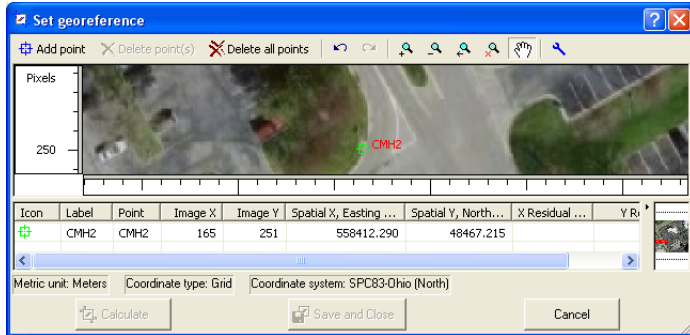 Set georeference
Add point Delete point(s) Delete all points
Pixels
CMH2
250
Icon Label Point Image X Image Y Spatial X, Easting ... Spatial Y, North... X Residual ... Y R
CMH2 CMH2 165 251 558412.290 48467.215
Metric unit: Meters Coordinate type: Grid Coordinate system: SPC83-Ohio (North)
Calculate Save and Close Cancel